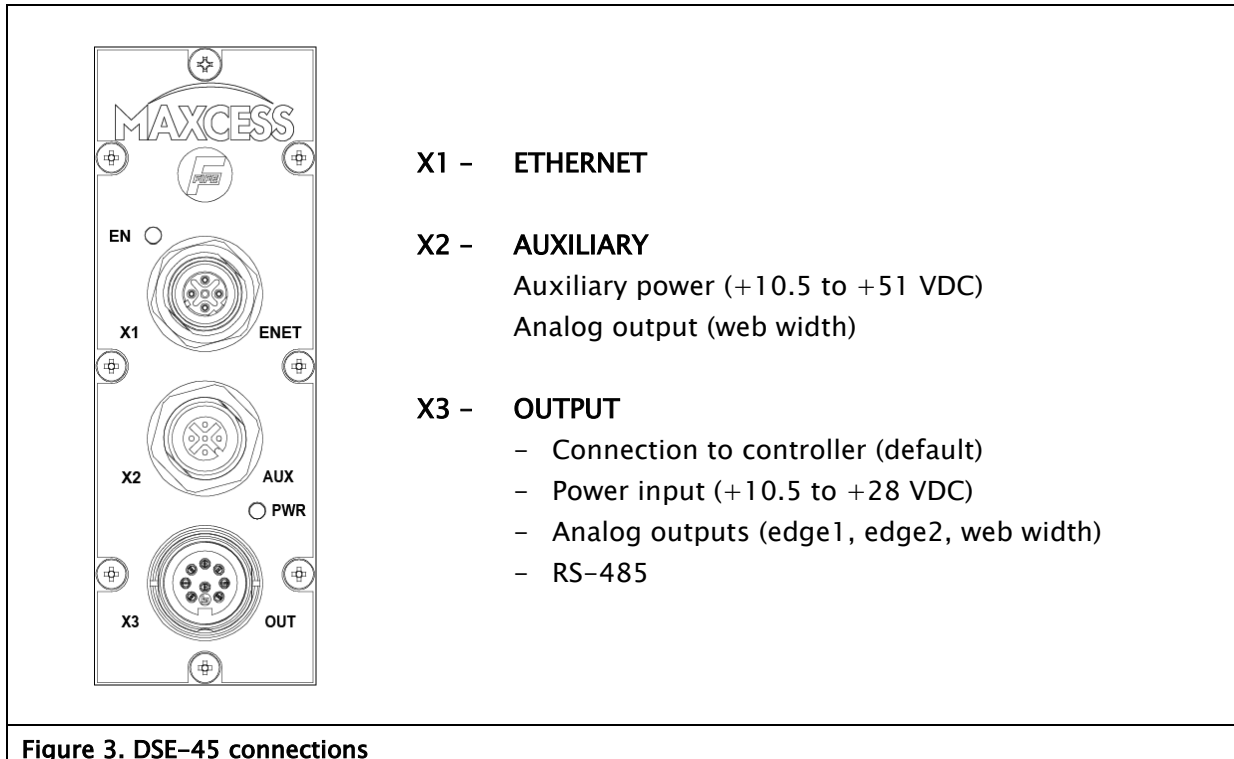 MAXCESS
FIFE
EN
X1
ENET
X2
AUX
PWR
X3
OUT
X1 – ETHERNET
X2 – AUXILIARY
Auxiliary power (+10.5 to +51 VDC)
Analog output (web width)
X3 – OUTPUT
– Connection to controller (default)
– Power input (+10.5 to +28 VDC)
– Analog outputs (edge1, edge2, web width)
– RS–485
Figure 3. DSE–45 connections